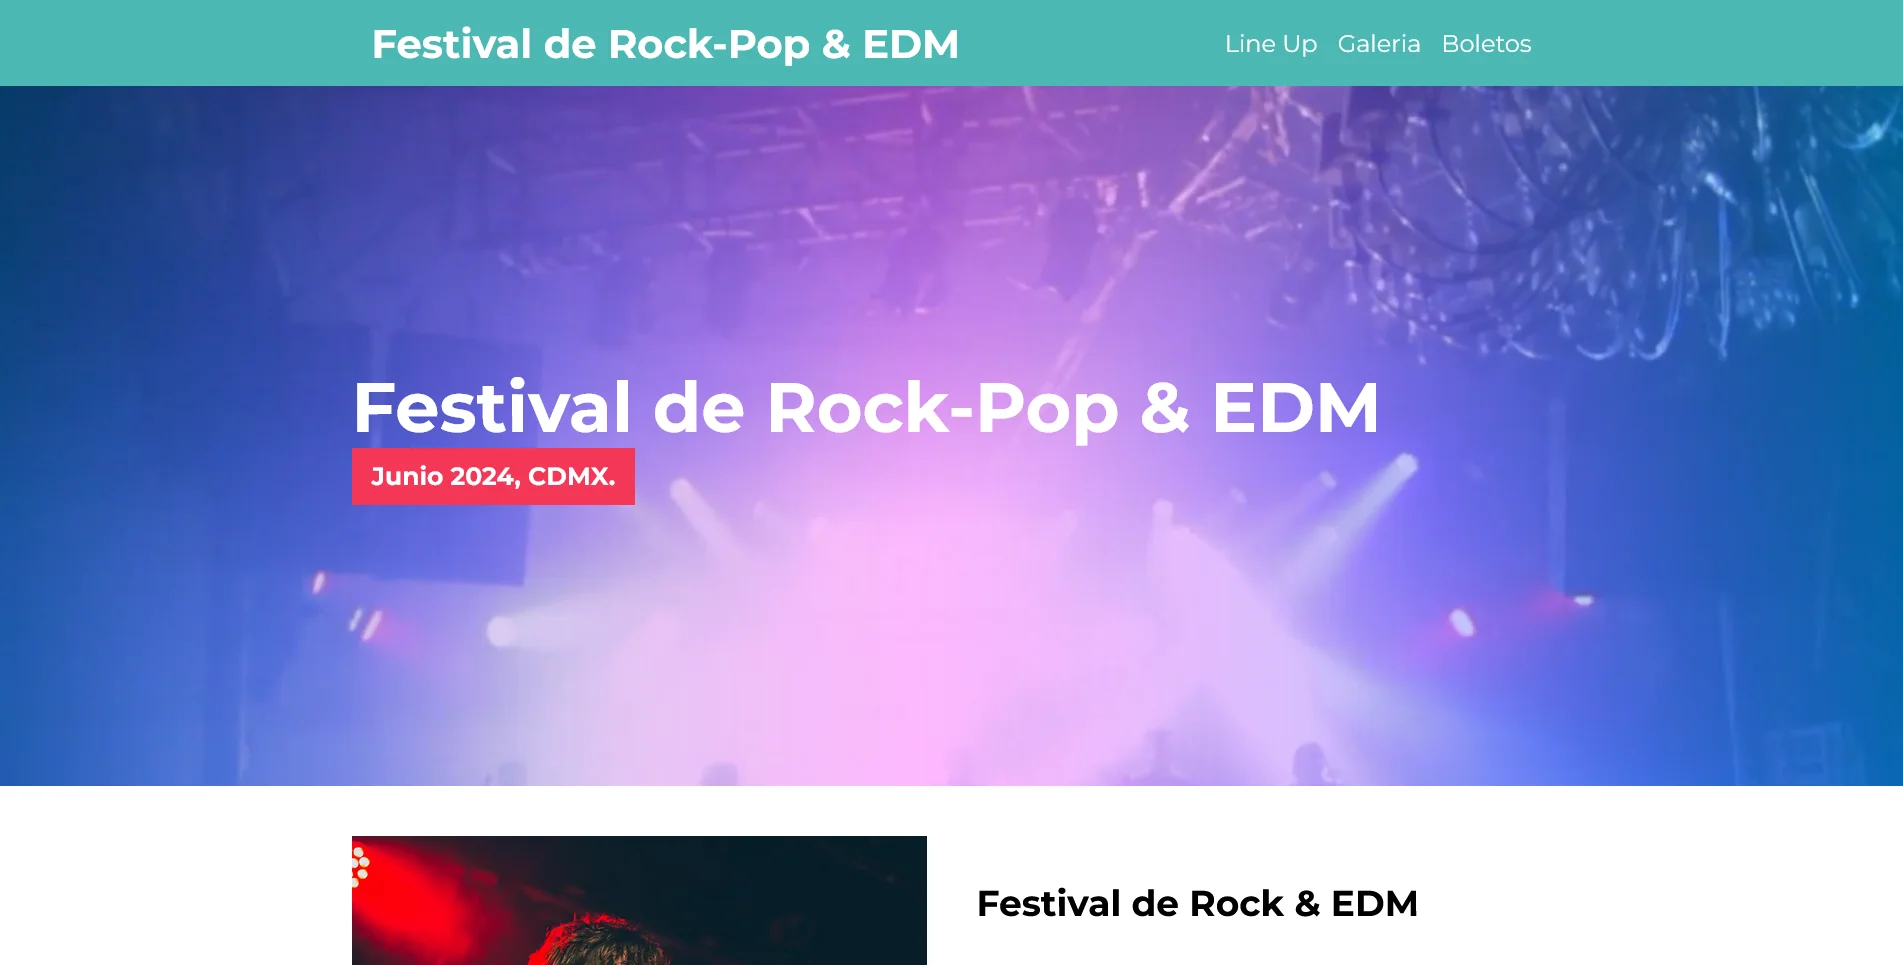 Festival de Rock-Pop & EDM
Line Up Galeria Boletos
Festival de Rock-Pop & EDM
Junio 2024, CDMX.
Festival de Rock & EDM